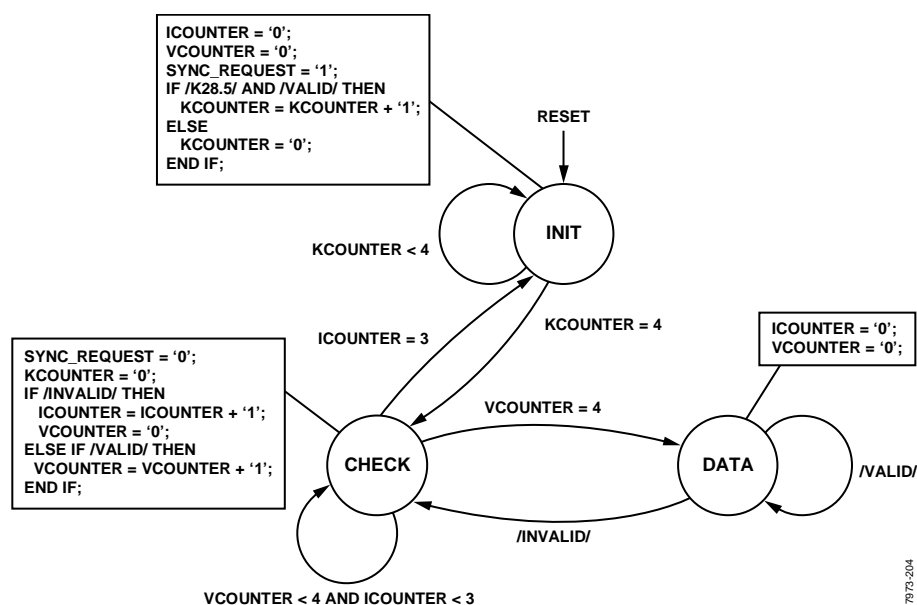 ICOUNTER = ‘0’;
VCOUNTER = ‘0’;
SYNC_REQUEST = ‘1’;
IF /K28.5/ AND /VALID/ THEN
KCOUNTER = KCOUNTER + ‘1’;
ELSE
KCOUNTER = ‘0’;
END IF;
RESET
INIT
KCOUNTER < 4
ICOUNTER = 3
KCOUNTER = 4
ICOUNTER = ‘0’;
VCOUNTER = ‘0’;
SYNC_REQUEST = ‘0’;
KCOUNTER = ‘0’;
IF /INVALID/ THEN
ICOUNTER = ICOUNTER + ‘1’;
VCOUNTER = ‘0’;
ELSE IF /VALID/ THEN
VCOUNTER = VCOUNTER + ‘1’;
END IF;
VCOUNTER = 4
CHECK
DATA
/VALID/
/INVALID/
VCOUNTER < 4 AND ICOUNTER < 3
7973-204